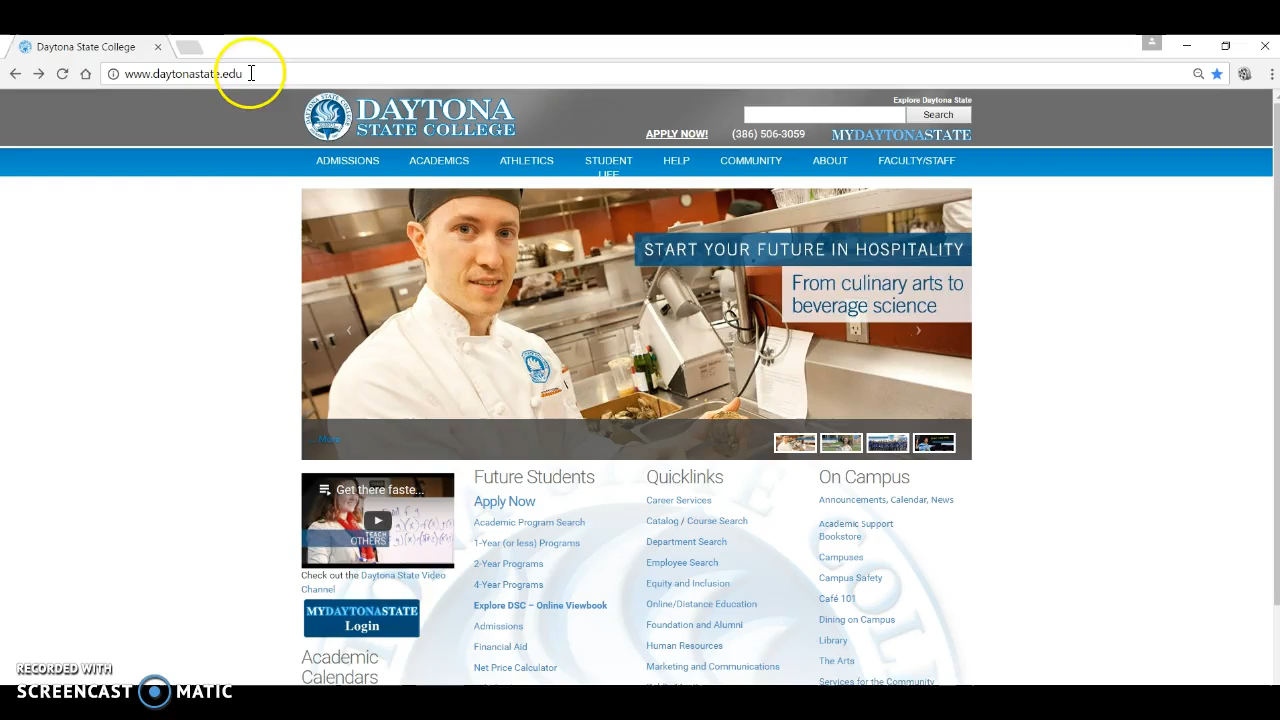 Daytona State College
www.daytonastate.edu
DAYTONA
STATE COLLEGE
Explore Daytona State
Search
APPLY NOW!
(386) 506-3059
MYDAYTONASTATE
ADMISSIONS
ACADEMICS
ATHLETICS
STUDENT
LIFE
HELP
COMMUNITY
ABOUT
FACULTY/STAFF
START YOUR FUTURE IN HOSPITALITY
From culinary arts to
beverage science
More
Get there faste...
TEACH
OTHERS
Check out the Daytona State Video
Channel
MYDAYTONASTATE
Login
Academic
Calendars
Future Students
Apply Now
Academic Program Search
1-Year (or less) Programs
2-Year Programs
4-Year Programs
Explore DSC – Online Viewbook
Admissions
Financial Aid
Net Price Calculator
Quicklinks
Career Services
Catalog / Course Search
Department Search
Employee Search
Equity and Inclusion
Online/Distance Education
Foundation and Alumni
Human Resources
Marketing and Communications
On Campus
Announcements, Calendar, News
Academic Support
Bookstore
Campuses
Campus Safety
Café 101
Dining on Campus
Library
The Arts
Services for the Community
RECORDED WITH
SCREENCAST MATIC